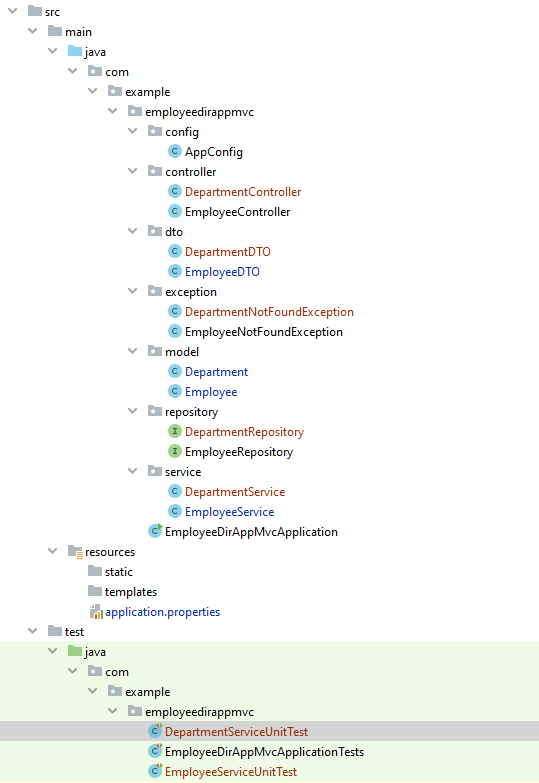 src
main
java
com
example
employeedirappmvc
config
AppConfig
controller
DepartmentController
EmployeeController
dto
DepartmentDTO
EmployeeDTO
exception
DepartmentNotFoundException
EmployeeNotFoundException
model
Department
Employee
repository
DepartmentRepository
EmployeeRepository
service
DepartmentService
EmployeeService
EmployeeDirAppMvcApplication
resources
static
templates
application.properties
test
java
com
example
employeedirappmvc
DepartmentServiceUnitTest
EmployeeDirAppMvcApplicationTests
EmployeeServiceUnitTest